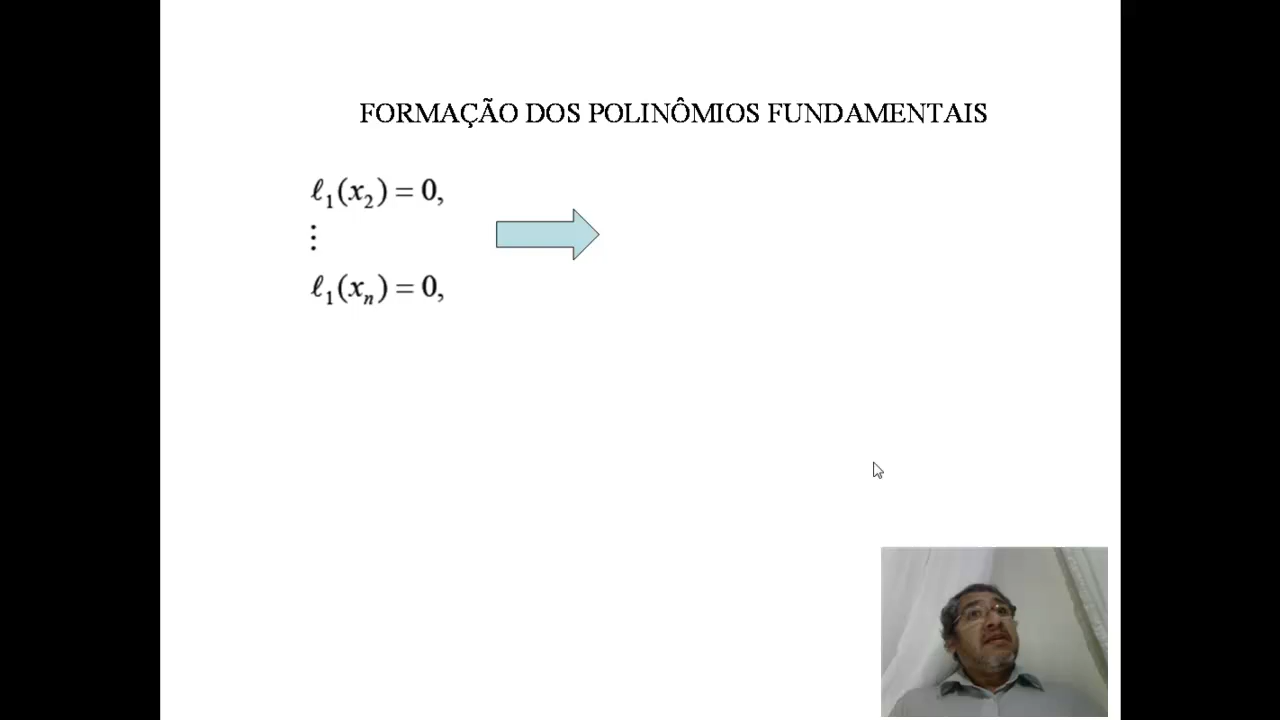 FORMAÇÃO DOS POLINÔMIOS FUNDAMENTAIS
ℓ₁(x₂) = 0,
⋮
ℓ₁(xₙ) = 0,